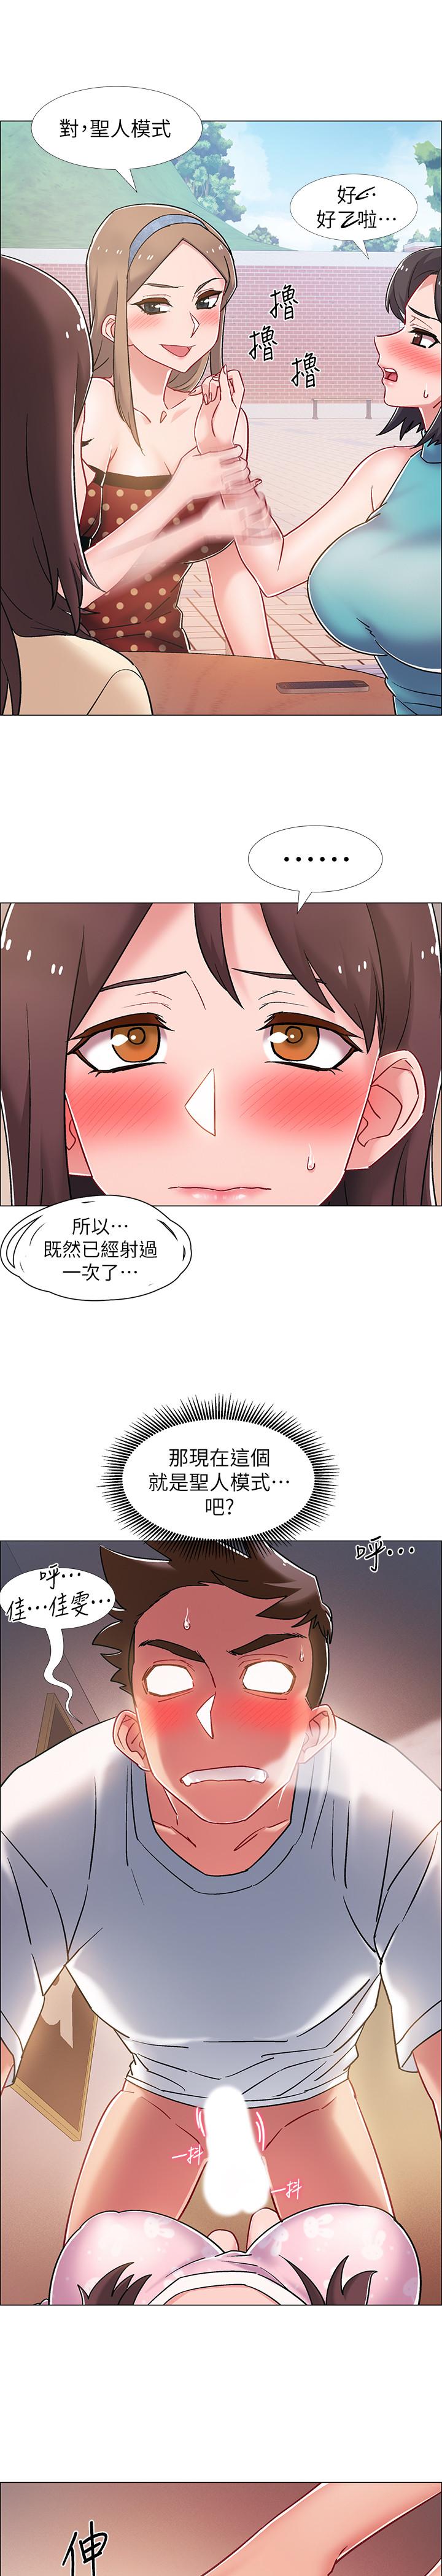 對，聖人模式
好…
好了啦…
擼
擼
擼
……
所以…
既然已經射過
一次了…
那現在這個
就是聖人模式…
吧?
呼…
呼…
佳…佳雯…
一抖
一抖
伸